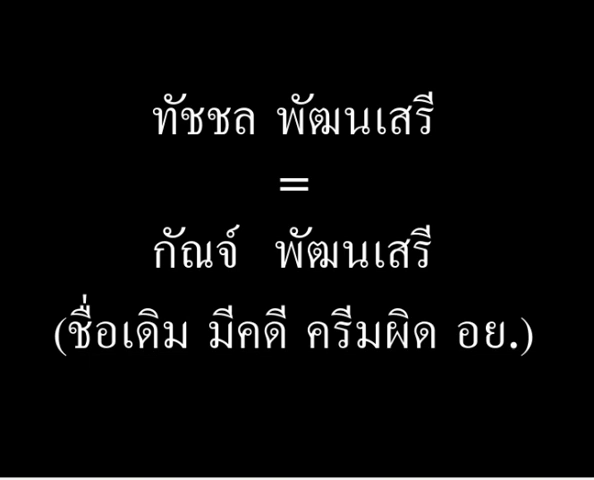 ทัชชล พัฒนเสรี
=
กัณจ์ พัฒนเสรี
(ชื่อเดิม มีคดี ครีมผิด อย.)